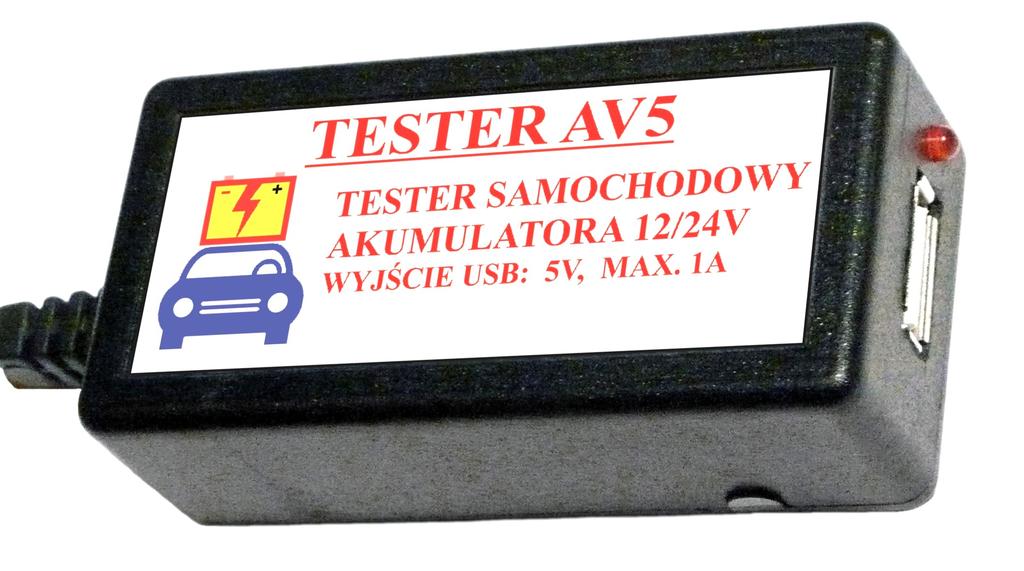 TESTER AV5
TESTER SAMOCHODOWY
AKUMULATORA 12/24V
WYJŚCIE USB: 5V, MAX. 1A
- +